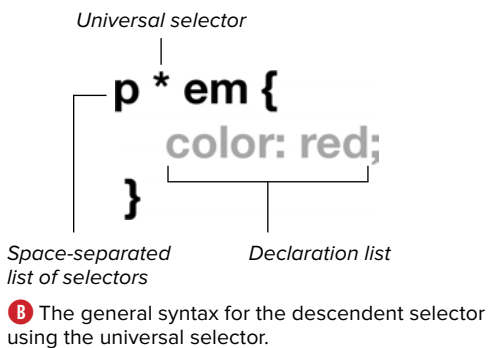 Universal selector
p * em {
color: red;
}
Space-separated
list of selectors
Declaration list
B The general syntax for the descendent selector
using the universal selector.